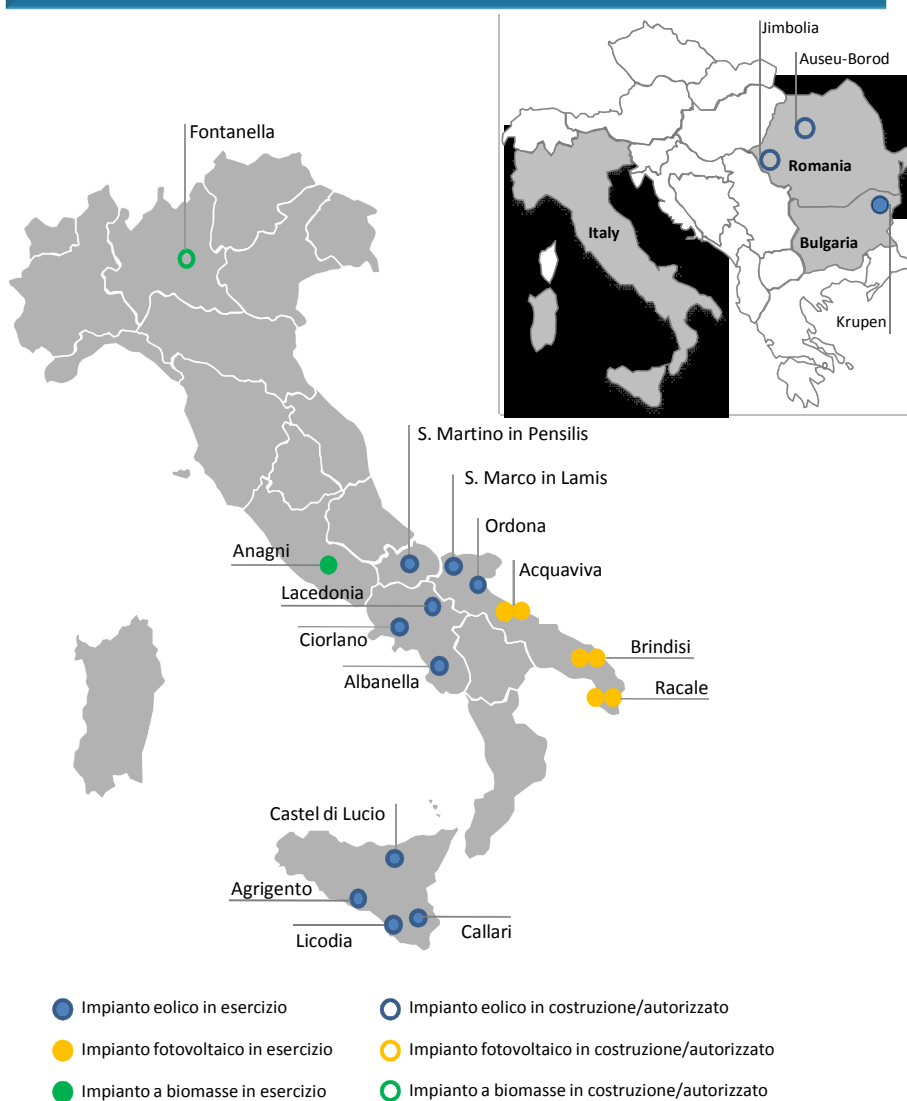 Jimbolia
Auseu-Borod
Romania
Italy
Bulgaria
Krupen
Fontanella
S. Martino in Pensilis
S. Marco in Lamis
Ordona
Anagni
Acquaviva
Lacedonia
Ciorlano
Brindisi
Albanella
Racale
Castel di Lucio
Agrigento
Licodia
Callari
Impianto eolico in esercizio
Impianto eolico in costruzione/autorizzato
Impianto fotovoltaico in esercizio
Impianto fotovoltaico in costruzione/autorizzato
Impianto a biomasse in esercizio
Impianto a biomasse in costruzione/autorizzato